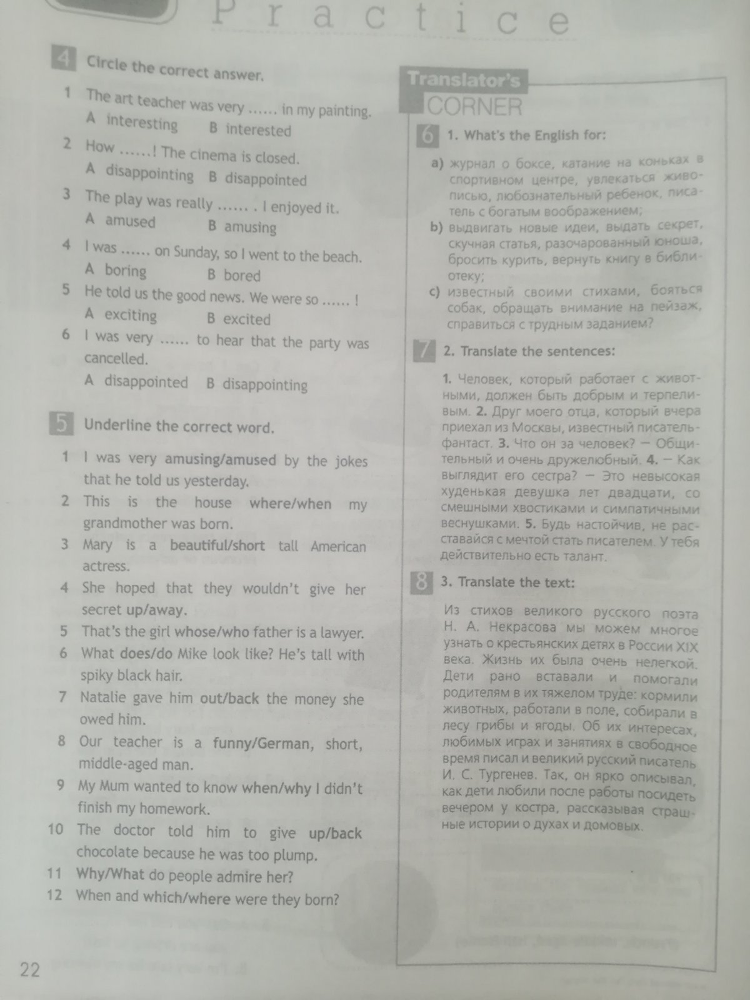 Practice
4 Circle the correct answer.
1 The art teacher was very ...... in my painting.
A interesting B interested
2 How ......! The cinema is closed.
A disappointing B disappointed
3 The play was really ...... . I enjoyed it.
A amused B amusing
4 I was ...... on Sunday, so I went to the beach.
A boring B bored
5 He told us the good news. We were so ...... !
A exciting B excited
6 I was very ...... to hear that the party was
cancelled.
A disappointed B disappointing
5 Underline the correct word.
1 I was very amusing/amused by the jokes
that he told us yesterday.
2 This is the house where/when my
grandmother was born.
3 Mary is a beautiful/short tall American
actress.
4 She hoped that they wouldn't give her
secret up/away.
5 That's the girl whose/who father is a lawyer.
6 What does/do Mike look like? He's tall with
spiky black hair.
7 Natalie gave him out/back the money she
owed him.
8 Our teacher is a funny/German, short,
middle-aged man.
9 My Mum wanted to know when/why I didn't
finish my homework.
10 The doctor told him to give up/back
chocolate because he was too plump.
11 Why/What do people admire her?
12 When and which/where were they born?
22
Translator's
CORNER
6 1. What's the English for:
a) журнал о боксе, катание на коньках в
спортивном центре, увлекаться живо-
писью, любознательный ребенок, писа-
тель с богатым воображением;
b) выдвигать новые идеи, выдать секрет,
скучная статья, разочарованный юноша,
бросить курить, вернуть книгу в библи-
отеку;
c) известный своими стихами, бояться
собак, обращать внимание на пейзаж,
справиться с трудным заданием?
7 2. Translate the sentences:
1. Человек, который работает с живот-
ными, должен быть добрым и терпели-
вым. 2. Друг моего отца, который вчера
приехал из Москвы, известный писатель-
фантаст. 3. Что он за человек? — Общи-
тельный и очень дружелюбный. 4. — Как
выглядит его сестра? — Это невысокая
худенькая девушка лет двадцати, со
смешными хвостиками и симпатичными
веснушками. 5. Будь настойчив, не рас-
ставайся с мечтой стать писателем. У тебя
действительно есть талант.
8 3. Translate the text:
Из стихов великого русского поэта
Н. А. Некрасова мы можем многое
узнать о крестьянских детях в России XIX
века. Жизнь их была очень нелегкой.
Дети рано вставали и помогали
родителям в их тяжелом труде: кормили
животных, работали в поле, собирали в
лесу грибы и ягоды. Об их интересах,
любимых играх и занятиях в свободное
время писал и великий русский писатель
И. С. Тургенев. Так, он ярко описывал,
как дети любили после работы посидеть
вечером у костра, рассказывая страш-
ные истории о духах и домовых.